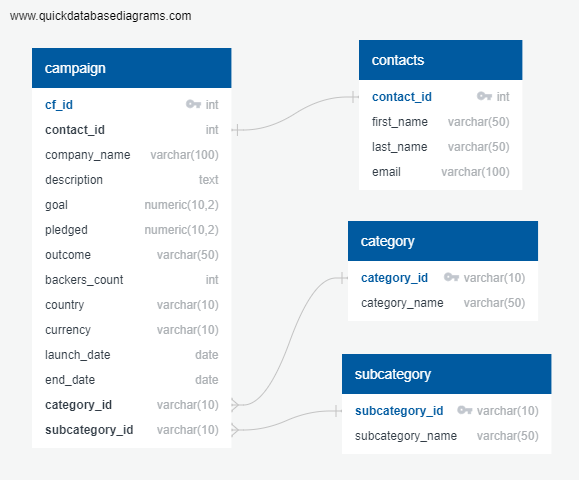 www.quickdatabasediagrams.com
campaign
cf_id int
contact_id int
company_name varchar(100)
description text
goal numeric(10,2)
pledged numeric(10,2)
outcome varchar(50)
backers_count int
country varchar(10)
currency varchar(10)
launch_date date
end_date date
category_id varchar(10)
subcategory_id varchar(10)
contacts
contact_id int
first_name varchar(50)
last_name varchar(50)
email varchar(100)
category
category_id varchar(10)
category_name varchar(50)
subcategory
subcategory_id varchar(10)
subcategory_name varchar(50)